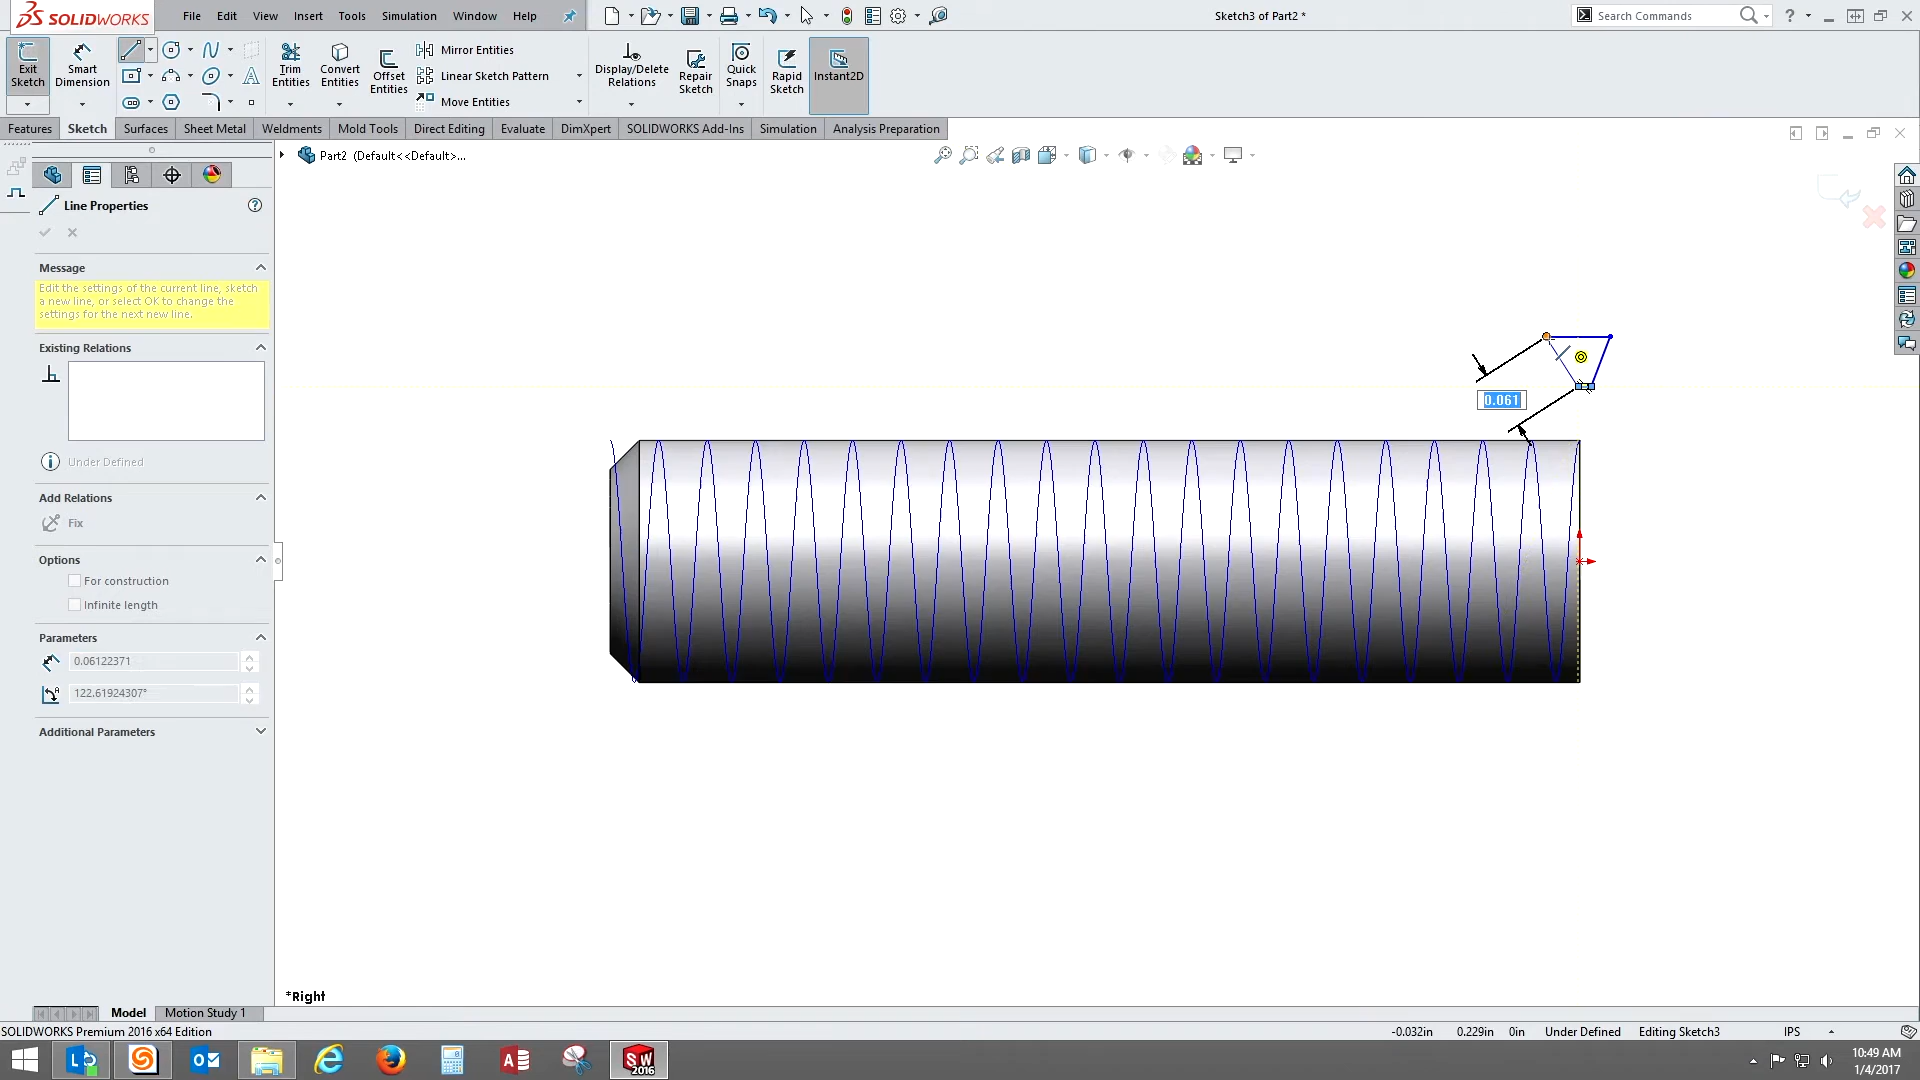 SOLIDWORKS
File Edit View Insert Tools Simulation Window Help
Sketch3 of Part2 *
Search Commands
Exit Sketch
Smart Dimension
Trim Entities
Convert Entities
Offset Entities
Mirror Entities
Linear Sketch Pattern
Move Entities
Display/Delete Relations
Repair Sketch
Quick Snaps
Rapid Sketch
Instant2D
Features Sketch Surfaces Sheet Metal Weldments Mold Tools Direct Editing Evaluate DimXpert SOLIDWORKS Add-Ins Simulation Analysis Preparation
Part2 (Default<<Default>...
Line Properties
Message
Edit the settings of the current line, sketch
a new line, or select OK to change the
settings for the next new line.
Existing Relations
Under Defined
Add Relations
Fix
Options
For construction
Infinite length
Parameters
0.06122371
122.61924307°
Additional Parameters
0.061
*Right
Model Motion Study 1
SOLIDWORKS Premium 2016 x64 Edition
-0.032in 0.229in 0in Under Defined Editing Sketch3 IPS
SW
2016
10:49 AM
1/4/2017